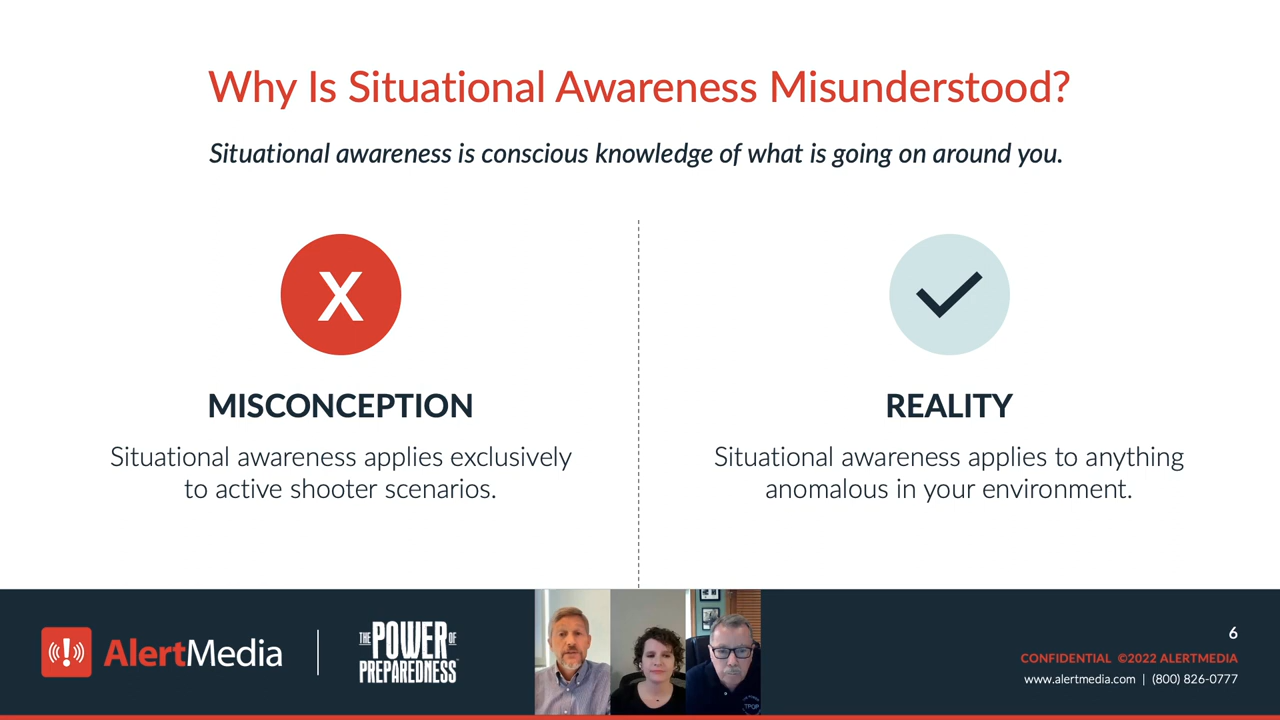 Why Is Situational Awareness Misunderstood?
Situational awareness is conscious knowledge of what is going on around you.
X
MISCONCEPTION
Situational awareness applies exclusively
to active shooter scenarios.
REALITY
Situational awareness applies to anything
anomalous in your environment.
AlertMedia
THE POWER OF
PREPAREDNESS
TPOP
6
CONFIDENTIAL ©2022 ALERTMEDIA
www.alertmedia.com | (800) 826-0777